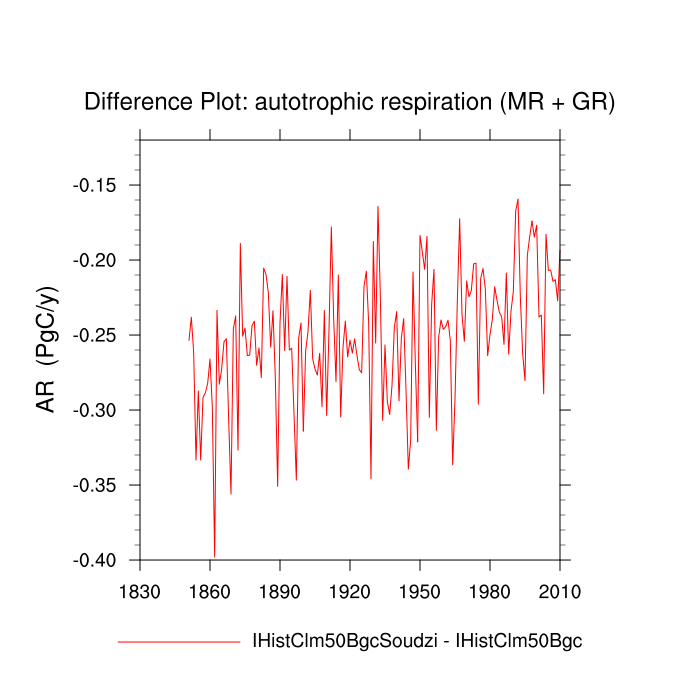 Difference Plot: autotrophic respiration (MR + GR)
-0.15
-0.20
-0.25
-0.30
-0.35
-0.40
AR (PgC/y)
1830 1860 1890 1920 1950 1980 2010
IHistClm50BgcSoudzi - IHistClm50Bgc